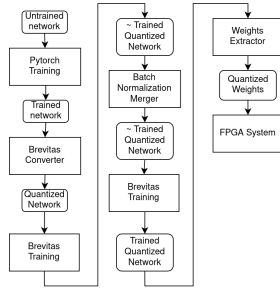 Untrained
network
Pytorch
Training
Trained
network
Brevitas
Converter
Quantized
Network
Brevitas
Training
~ Trained
Quantized
Network
Batch
Normalization
Merger
~ Trained
Quantized
Network
Brevitas
Training
Trained
Quantized
Network
Weights
Extractor
Quantized
Weights
FPGA System